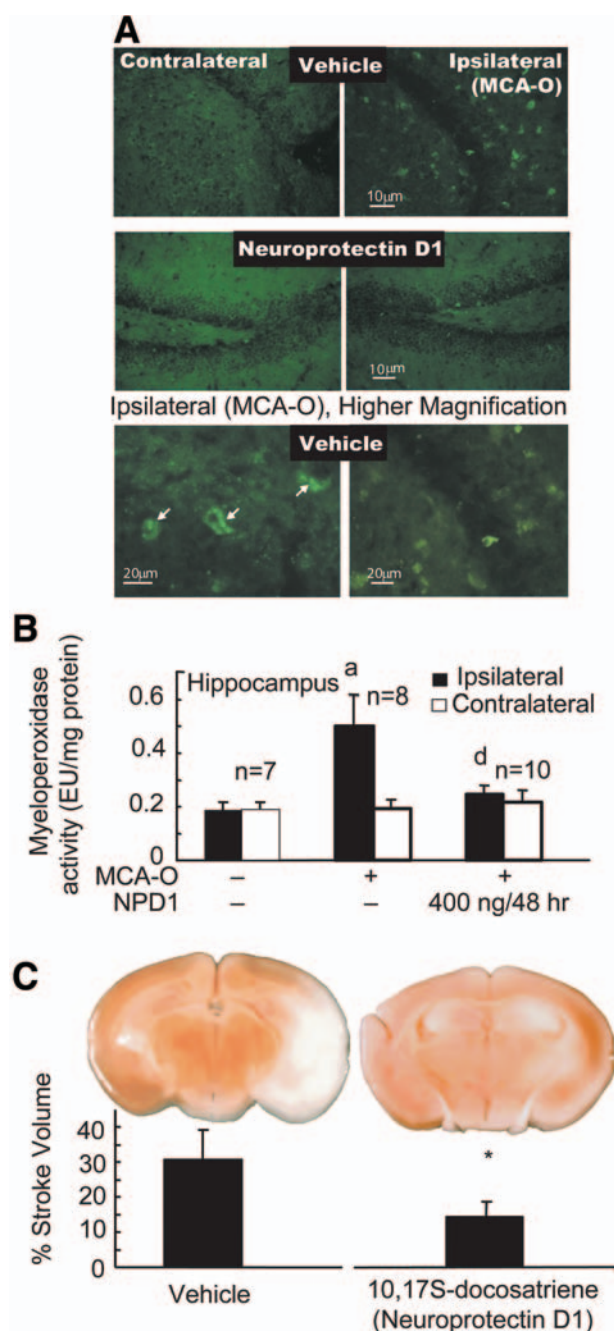 A
Contralateral
Vehicle
Ipsilateral
(MCA-O)
10μm
Neuroprotectin D1
10μm
Ipsilateral (MCA-O), Higher Magnification
Vehicle
20μm
20μm
B
Myeloperoxidase
activity (EU/mg protein)
0.6
0.4
0.2
0
Hippocampus
a
n=7
n=8
d
n=10
Ipsilateral
Contralateral
MCA-O – + +
NPD1 – – 400 ng/48 hr
C
% Stroke Volume
40
30
20
10
0
*
Vehicle
10,17S-docosatriene
(Neuroprotectin D1)